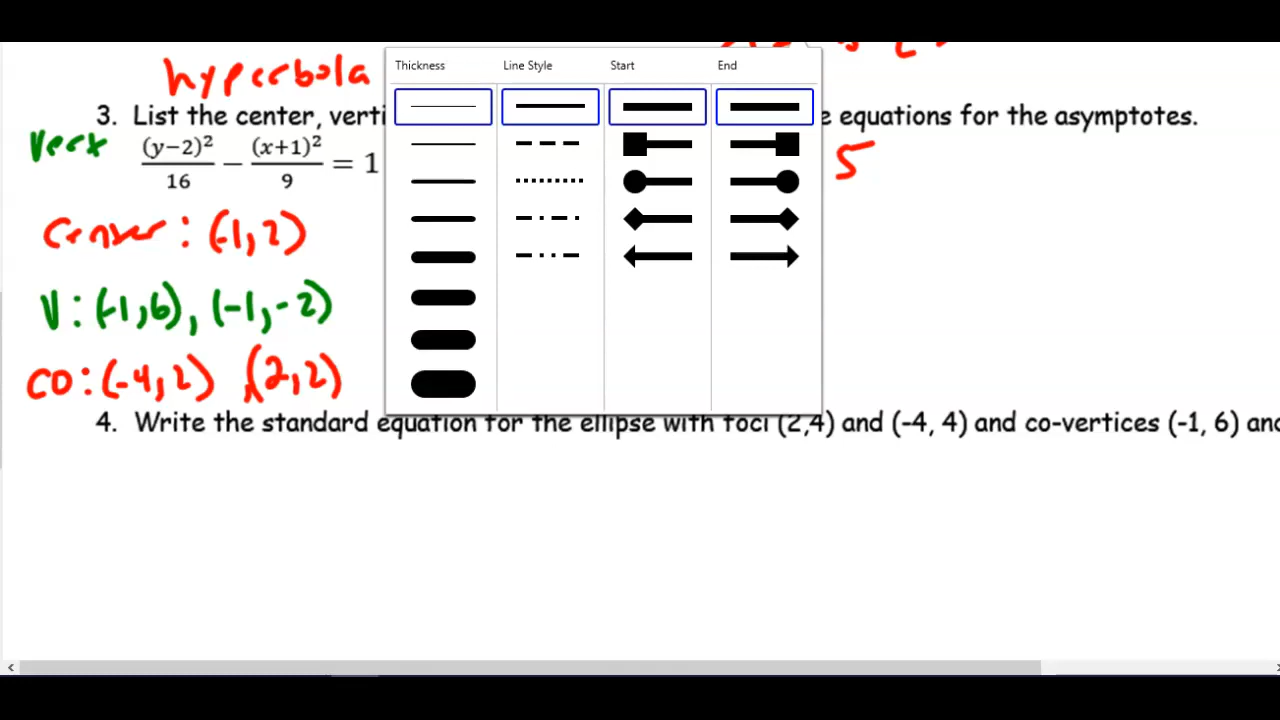 hyperbola
3. List the center, verti
e equations for the asymptotes.
vertx
(y−2)²/16 − (x+1)²/9 = 1
5
Center: (-1, 2)
V: (-1, 6), (-1, -2)
CO: (-4, 2) (2, 2)
Thickness Line Style Start End
4. Write the standard equation for the ellipse with foci (2,4) and (-4, 4) and co-vertices (-1, 6) and